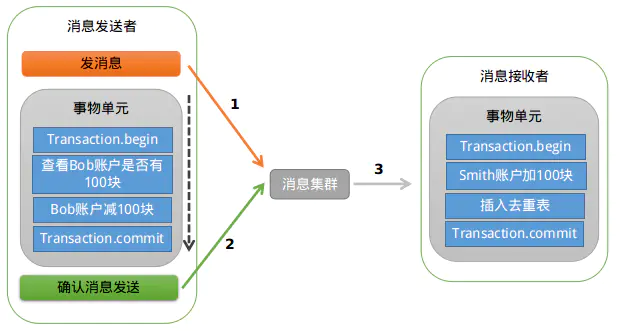 消息发送者
发消息
事物单元
Transaction.begin
查看Bob账户是否有
100块
Bob账户减100块
Transaction.commit
确认消息发送
1
2
消息集群
3
消息接收者
事物单元
Transaction.begin
Smith账户加100块
插入去重表
Transaction.commit